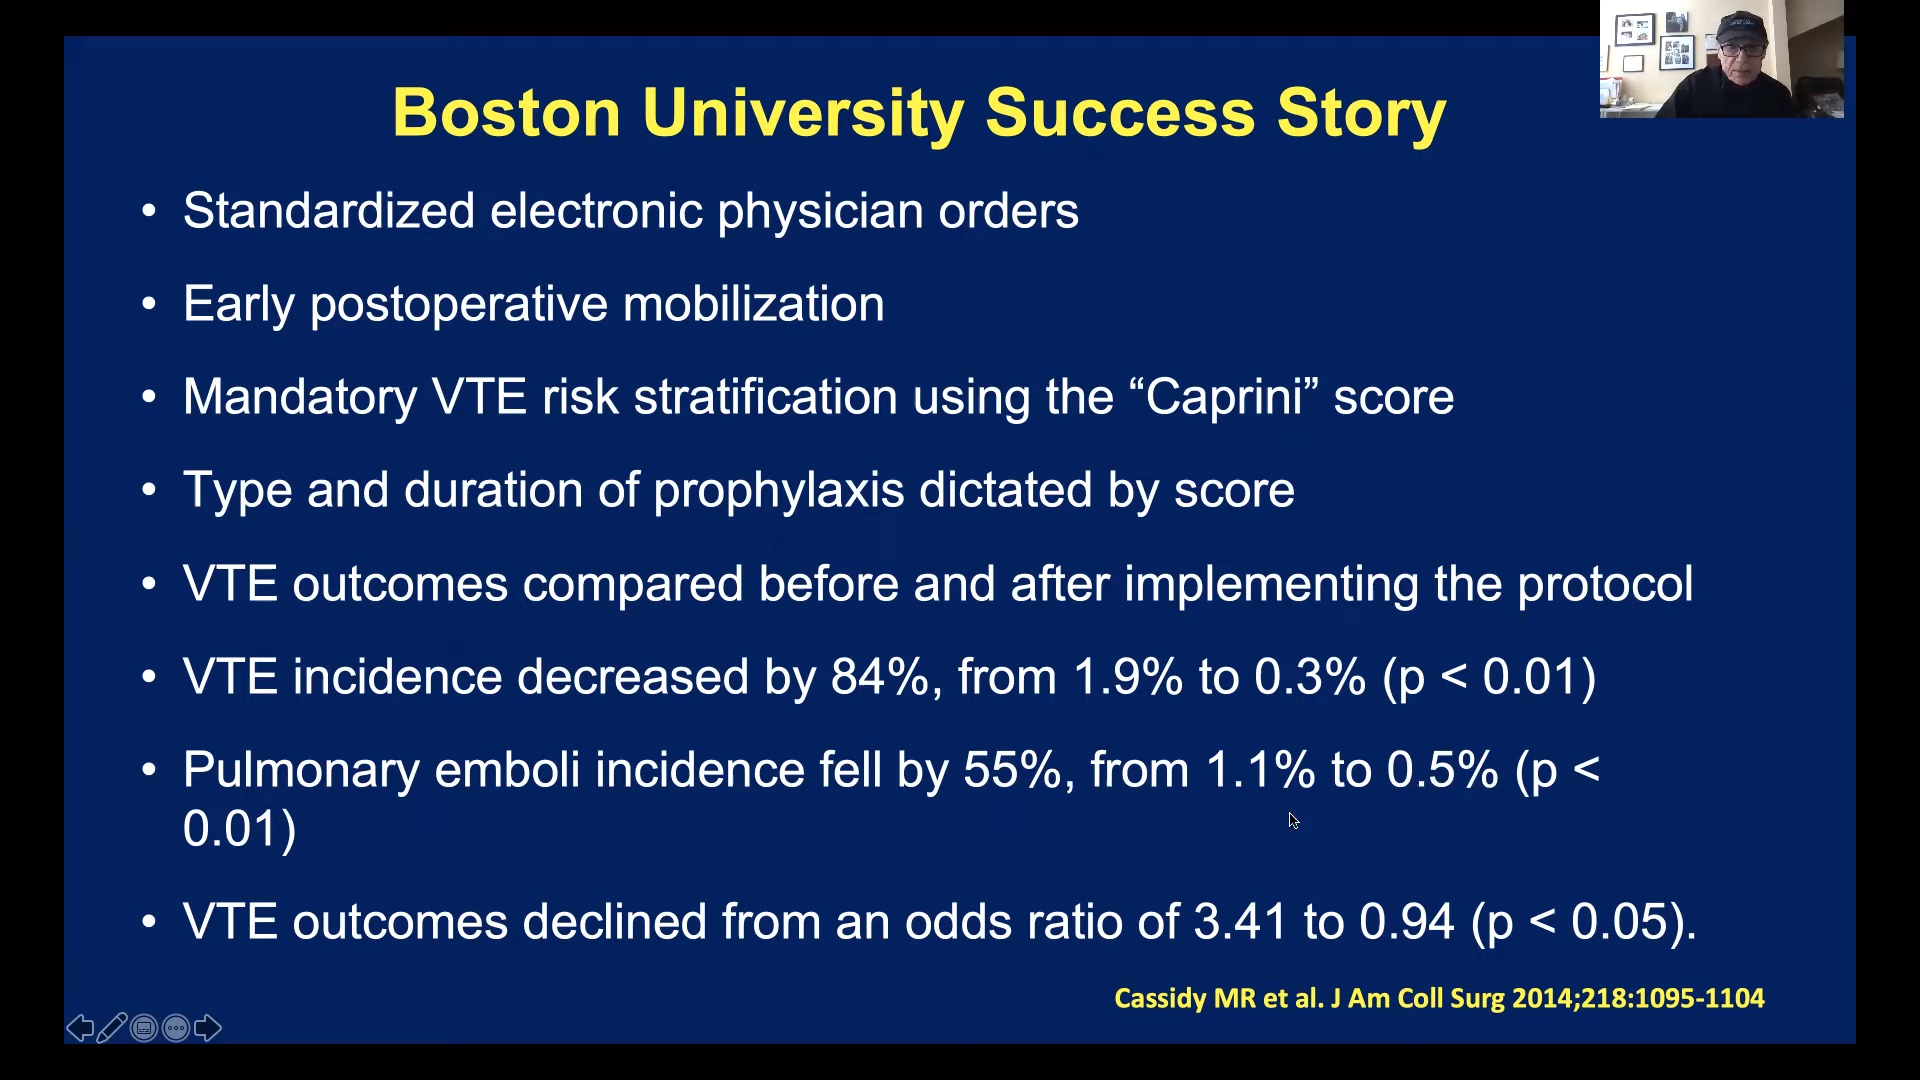 Boston University Success Story
• Standardized electronic physician orders
• Early postoperative mobilization
• Mandatory VTE risk stratification using the “Caprini” score
• Type and duration of prophylaxis dictated by score
• VTE outcomes compared before and after implementing the protocol
• VTE incidence decreased by 84%, from 1.9% to 0.3% (p < 0.01)
• Pulmonary emboli incidence fell by 55%, from 1.1% to 0.5% (p <
0.01)
• VTE outcomes declined from an odds ratio of 3.41 to 0.94 (p < 0.05).
Cassidy MR et al. J Am Coll Surg 2014;218:1095-1104